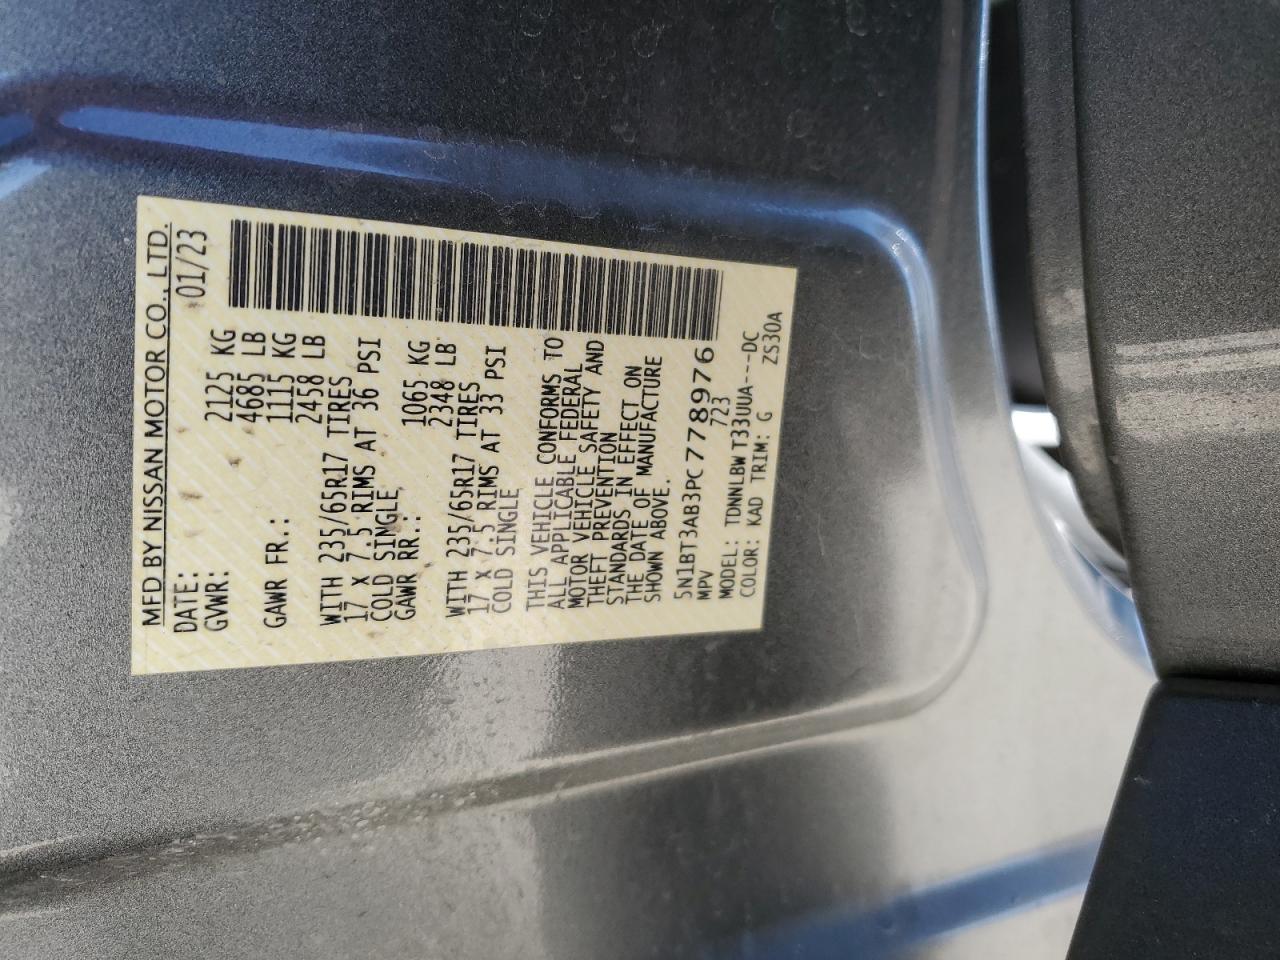 MFD BY NISSAN MOTOR CO., LTD.
DATE: 01/23
GVWR: 2125 KG
4685 LB
GAWR FR.: 1115 KG
2458 LB
WITH 235/65R17 TIRES
17 X 7.5 RIMS AT 36 PSI
COLD SINGLE,
GAWR RR.: 1065 KG
2348 LB
WITH 235/65R17 TIRES
17 X 7.5 RIMS AT 33 PSI
COLD SINGLE
THIS VEHICLE CONFORMS TO
ALL APPLICABLE FEDERAL
MOTOR VEHICLE SAFETY AND
THEFT PREVENTION
STANDARDS IN EFFECT ON
THE DATE OF MANUFACTURE
SHOWN ABOVE.
5N1BT3AB3PC778976
MPV 723
MODEL: TDNNLBW T33UUA---DC
COLOR: KAD TRIM: G ZS30A